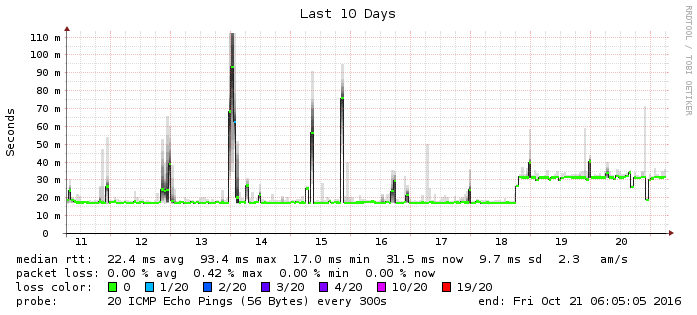 Last 10 Days
RRDTOOL / TOBI OETIKER
Seconds
110 m
100 m
90 m
80 m
70 m
60 m
50 m
40 m
30 m
20 m
10 m
0
11 12 13 14 15 16 17 18 19 20
median rtt: 22.4 ms avg 93.4 ms max 17.0 ms min 31.5 ms now 9.7 ms sd 2.3 am/s
packet loss: 0.00 % avg 0.42 % max 0.00 % min 0.00 % now
loss color: 0 1/20 2/20 3/20 4/20 10/20 19/20
probe: 20 ICMP Echo Pings (56 Bytes) every 300s end: Fri Oct 21 06:05:05 2016